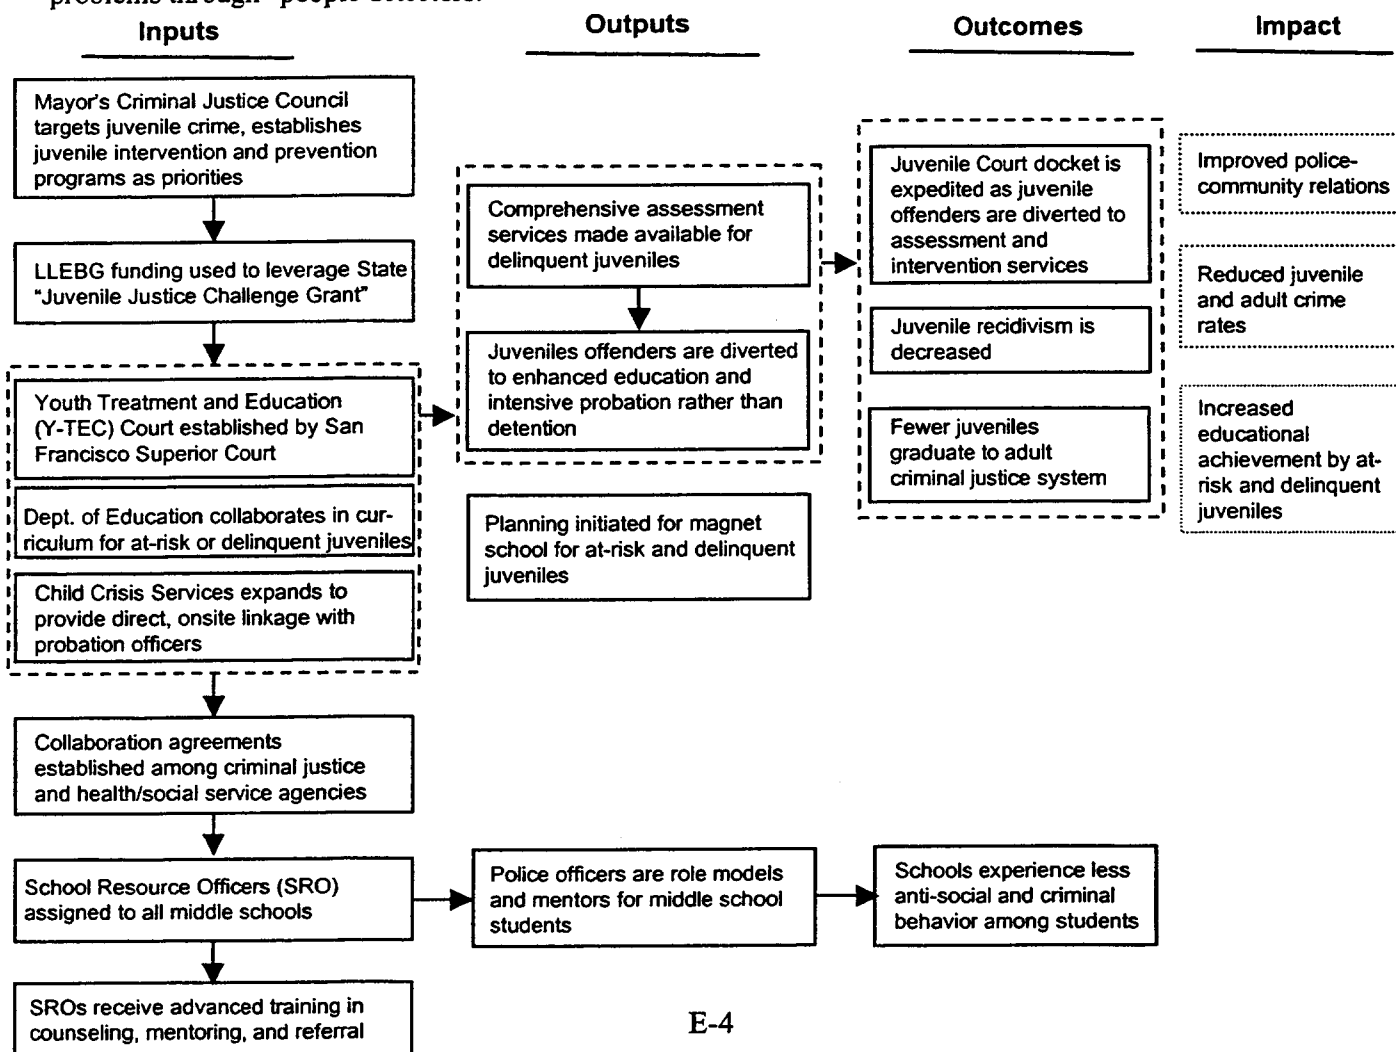 Inputs
Outputs
Outcomes
Impact
Mayor's Criminal Justice Council
targets juvenile crime, establishes
juvenile intervention and prevention
programs as priorities
LLEBG funding used to leverage State
"Juvenile Justice Challenge Grant"
Youth Treatment and Education
(Y-TEC) Court established by San
Francisco Superior Court
Dept. of Education collaborates in cur-
riculum for at-risk or delinquent juveniles
Child Crisis Services expands to
provide direct, onsite linkage with
probation officers
Collaboration agreements
established among criminal justice
and health/social service agencies
School Resource Officers (SRO)
assigned to all middle schools
SROs receive advanced training in
counseling, mentoring, and referral
Comprehensive assessment
services made available for
delinquent juveniles
Juveniles offenders are diverted
to enhanced education and
intensive probation rather than
detention
Planning initiated for magnet
school for at-risk and delinquent
juveniles
Police officers are role models
and mentors for middle school
students
Juvenile Court docket is
expedited as juvenile
offenders are diverted to
assessment and
intervention services
Juvenile recidivism is
decreased
Fewer juveniles
graduate to adult
criminal justice system
Schools experience less
anti-social and criminal
behavior among students
Improved police-
community relations
Reduced juvenile
and adult crime
rates
Increased
educational
achievement by at-
risk and delinquent
juveniles
E-4